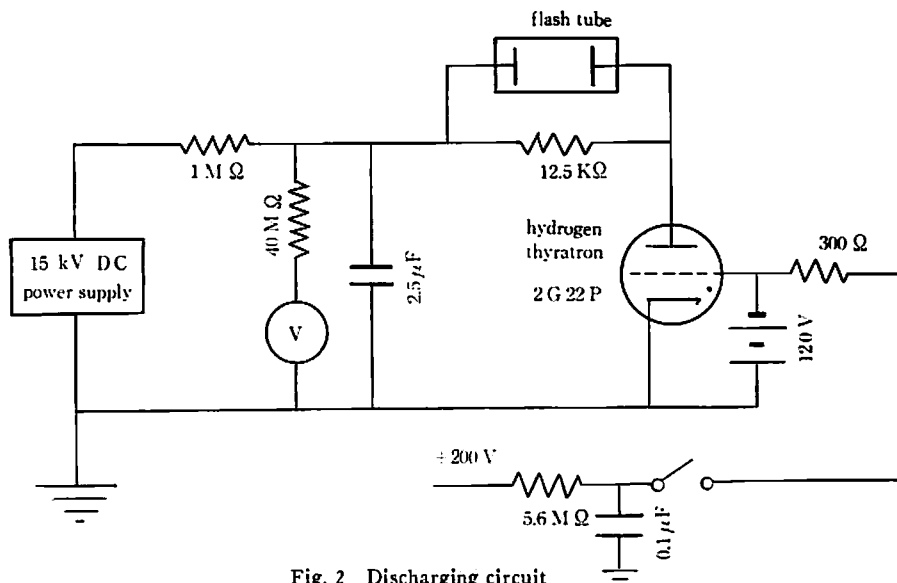 flash tube
1 M Ω
12.5 KΩ
40 M Ω
2.5 μF
15 kV DC
power supply
V
hydrogen
thyratron
2 G 22 P
300 Ω
120 V
+200 V
5.6 M Ω
0.1 μF
Fig. 2 Discharging circuit